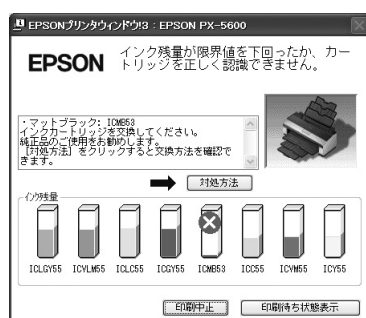 EPSONプリンタウィンドウ!3 : EPSON PX-5600
EPSON
インク残量が限界値を下回ったか、カー
トリッジを正しく認識できません。
・マットブラック: ICMB53
インクカートリッジを交換してください。
純正品のご使用をお勧めします。
[対処方法] をクリックすると交換方法を確認で
きます。
対処方法
インク残量
ICLGY55 ICVLM55 ICLC55 ICGY55 ICMB53 ICC55 ICVM55 ICY55
印刷中止 印刷待ち状態表示